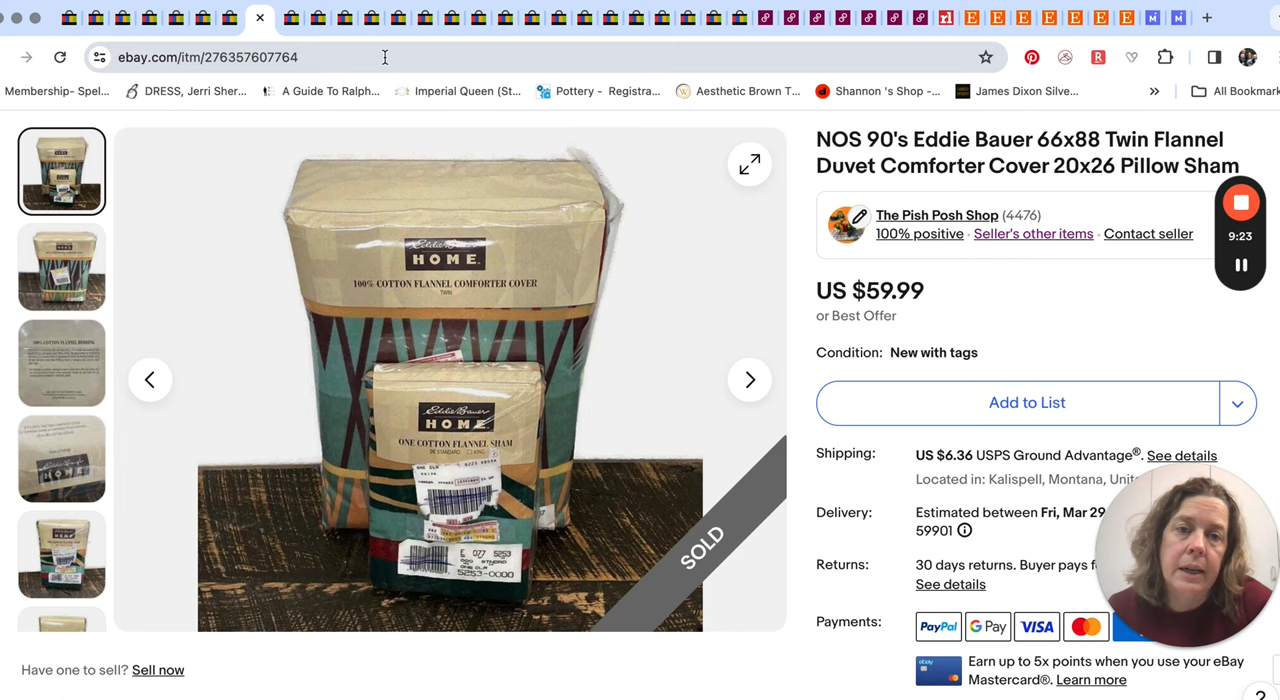 ebay.com/itm/276357607764
Membership- Spel...
DRESS, Jerri Sher...
A Guide To Ralph...
Imperial Queen (St...
Pottery - Registra...
Aesthetic Brown T...
Shannon 's Shop -...
James Dixon Silve...
All Bookmark
NOS 90's Eddie Bauer 66x88 Twin Flannel
Duvet Comforter Cover 20x26 Pillow Sham
The Pish Posh Shop (4476)
100% positive · Seller's other items · Contact seller
9:23
US $59.99
or Best Offer
Condition: New with tags
Add to List
Shipping: US $6.36 USPS Ground Advantage®. See details
Located in: Kalispell, Montana, Unit
Delivery: Estimated between Fri, Mar 29
59901
Returns: 30 days returns. Buyer pays f
See details
Payments: PayPal G Pay VISA
ebay
Earn up to 5x points when you use your eBay
Mastercard®. Learn more
Eddie Bauer
HOME
100% COTTON FLANNEL COMFORTER COVER
TWIN
Eddie Bauer
HOME
ONE COTTON FLANNEL SHAM
5253-0000
SOLD
Have one to sell? Sell now